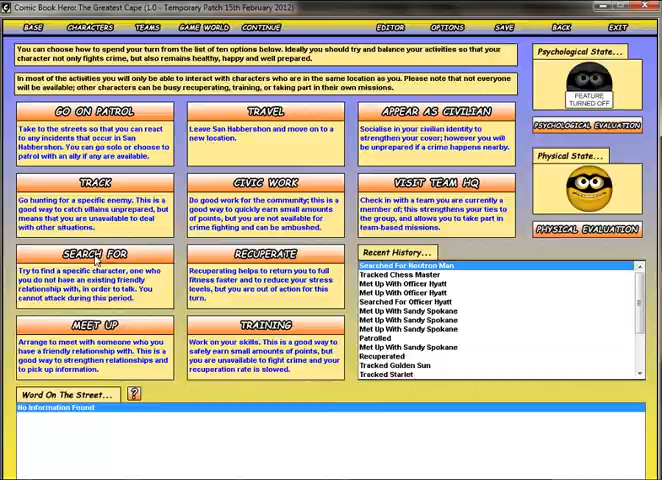 Comic Book Hero: The Greatest Cape (1.0 - Temporary Patch 15th February 2012)
BASE CHARACTERS TEAMS GAME WORLD CONTINUE EDITOR OPTIONS SAVE BACK EXIT
You can choose how to spend your turn from the list of ten options below. Ideally you should try and balance your activities so that your
character not only fights crime, but also remains healthy, happy and well prepared.
In most of the activities you will only be able to interact with characters who are in the same location as you. Please note that not everyone
will be available; other characters can be busy recuperating, training, or taking part in their own missions.
Psychological State...
FEATURE
TURNED OFF
PSYCHOLOGICAL EVALUATION
GO ON PATROL
Take to the streets so that you can react
to any incidents that occur in San
Habbershon. You can go solo or choose to
patrol with an ally if any are available.
TRAVEL
Leave San Habbershon and move on to a
new location.
APPEAR AS CIVILIAN
Socialise in your civilian identity to
strengthen your cover; however you will
be unprepared if a crime happens nearby.
Physical State...
PHYSICAL EVALUATION
TRACK
Go hunting for a specific enemy. This is a
good way to catch villains unprepared, but
means that you are unavailable to deal
with other situations.
CIVIC WORK
Do good work for the community; this is a
good way to quickly earn small amounts
of points, but you are not available for
crime fighting and can be ambushed.
VISIT TEAM HQ
Check in with a team you are currently a
member of; this strengthens your ties to
the group, and allows you to take part in
team-based missions.
SEARCH FOR
Try to find a specific character, one who
you do not have an existing friendly
relationship with, in order to talk. You
cannot attack during this period.
RECUPERATE
Recuperating helps to return you to full
fitness faster and to reduce your stress
levels, but you are out of action for this
turn.
Recent History...
Searched For Neutron Man
Tracked Chess Master
Met Up With Officer Hyatt
Met Up With Officer Hyatt
Searched For Officer Hyatt
Met Up With Sandy Spokane
Met Up With Sandy Spokane
Met Up With Sandy Spokane
Patrolled
Met Up With Sandy Spokane
Recuperated
Tracked Golden Sun
Tracked Starlet
MEET UP
Arrange to meet with someone who you
have a friendly relationship with. This is a
good way to strengthen relationships and
to pick up information.
TRAINING
Work on your skills. This is a good way to
safely earn small amounts of points, but
you are unavailable to fight crime and your
recuperation rate is slowed.
Word On The Street... ?
No Information Found